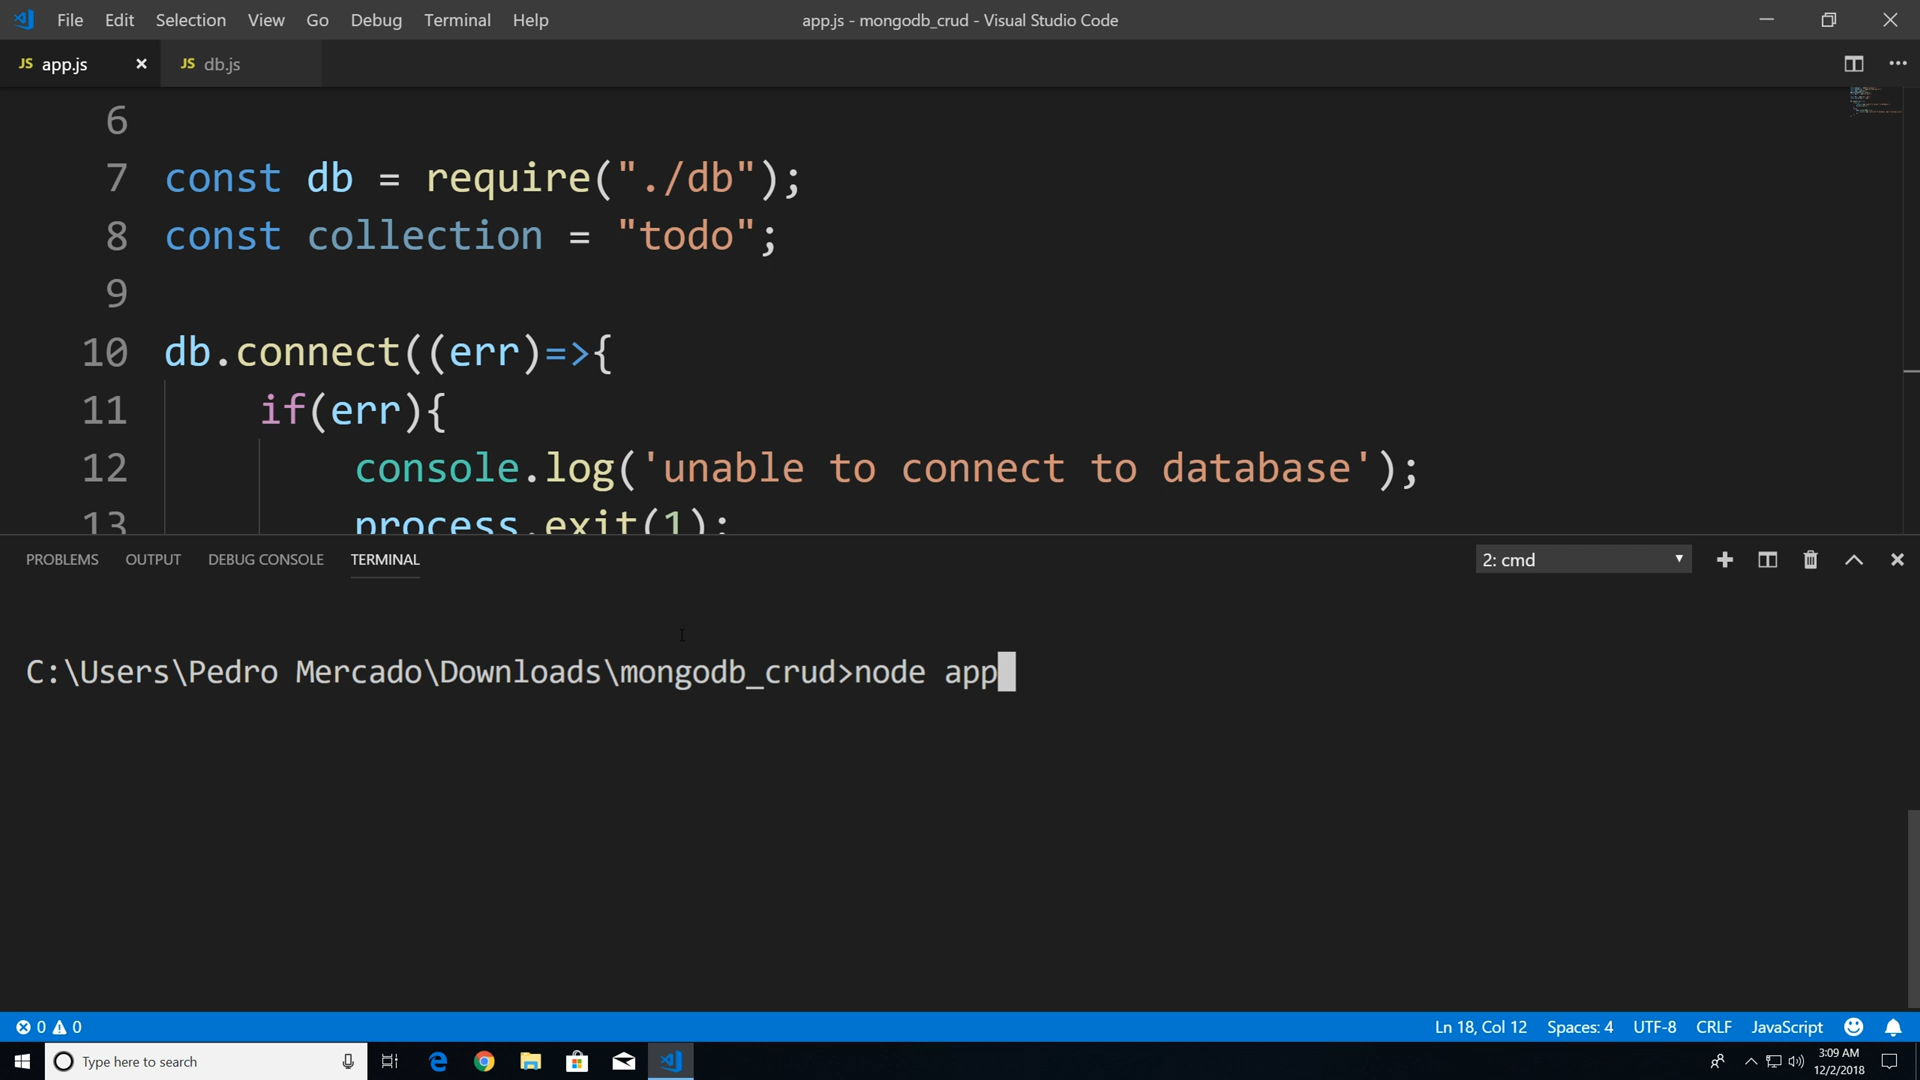 File Edit Selection View Go Debug Terminal Help
app.js - mongodb_crud - Visual Studio Code
JS app.js
JS db.js
6
7 const db = require("./db");
8 const collection = "todo";
9
10 db.connect((err)=>{
11 if(err){
12 console.log('unable to connect to database');
13 process.exit(1);
PROBLEMS OUTPUT DEBUG CONSOLE TERMINAL
2: cmd
C:\Users\Pedro Mercado\Downloads\mongodb_crud>node app
0 0
Ln 18, Col 12 Spaces: 4 UTF-8 CRLF JavaScript
Type here to search
3:09 AM
12/2/2018